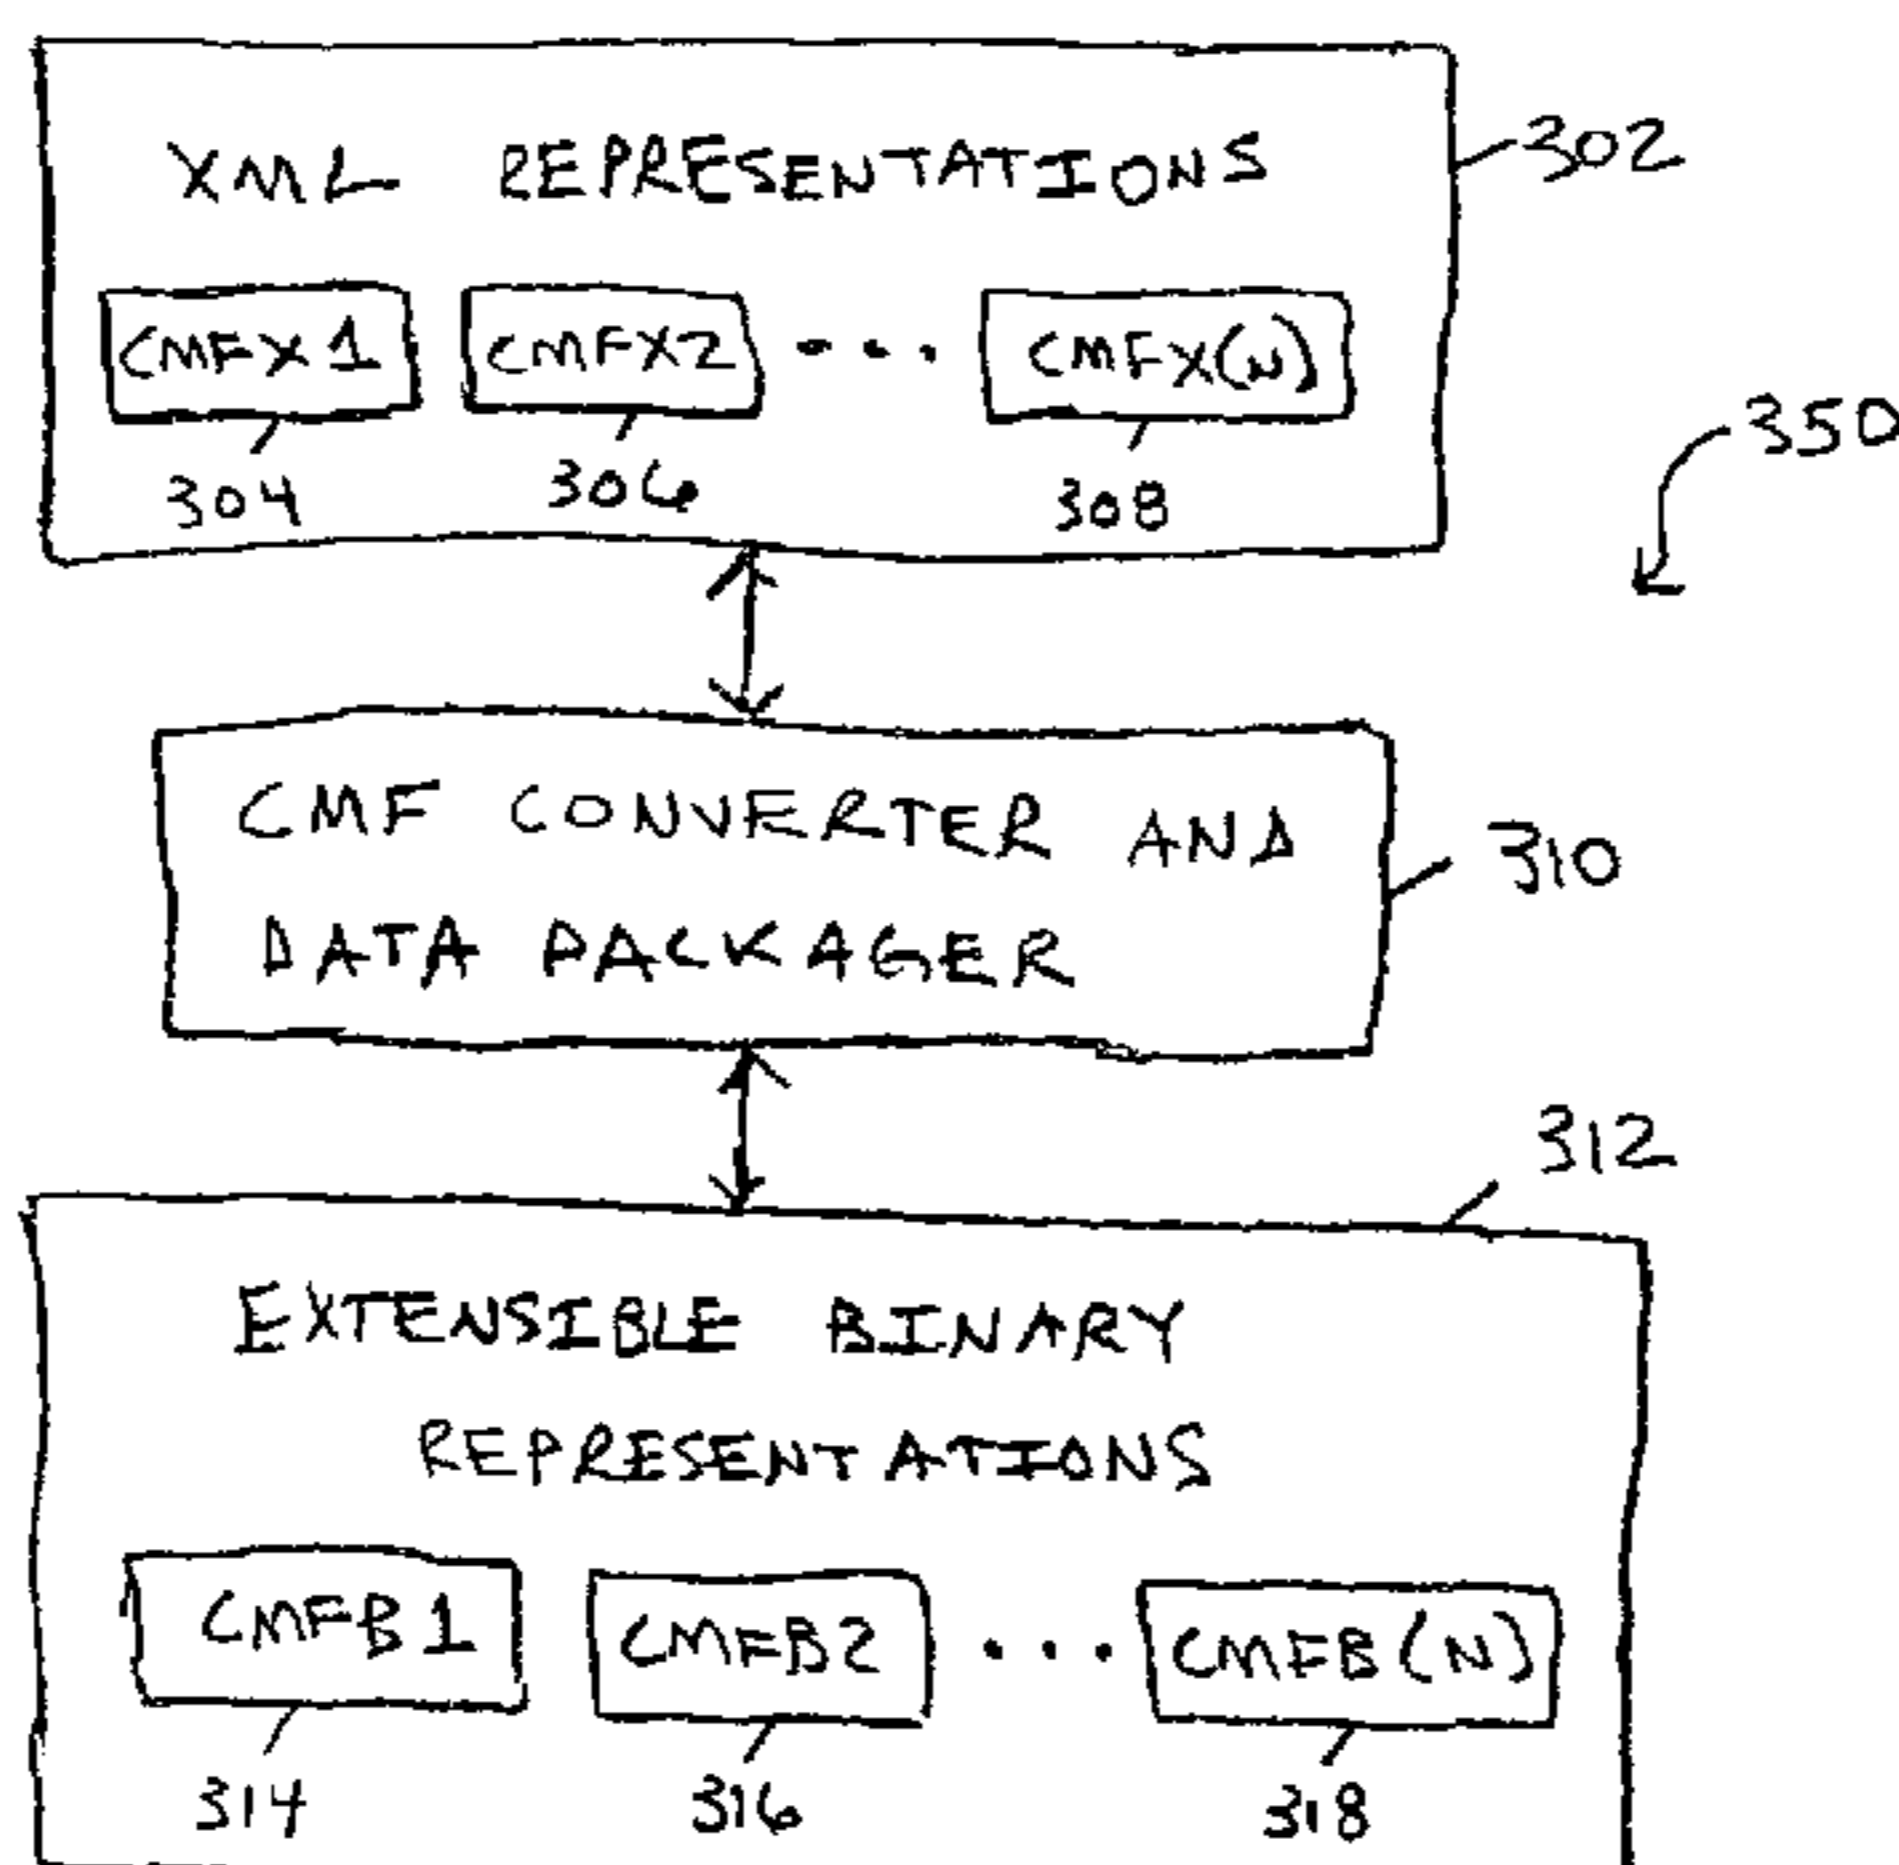 XML REPRESENTATIONS
302
CMFX1 CMFX2 ... CMFX(N)
304 306 308
350
CMF CONVERTER AND
DATA PACKAGER
310
312
EXTENSIBLE BINARY
REPRESENTATIONS
CMFB1 CMFB2 ... CMFB(N)
314 316 318